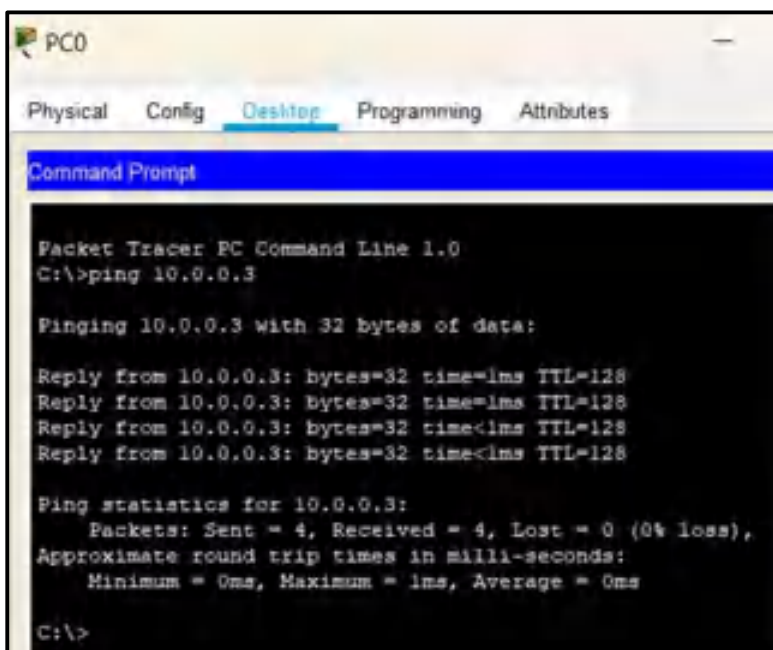 PC0
Physical Config Desktop Programming Attributes
Command Prompt
Packet Tracer PC Command Line 1.0
C:\>ping 10.0.0.3
Pinging 10.0.0.3 with 32 bytes of data:
Reply from 10.0.0.3: bytes=32 time=1ms TTL=128
Reply from 10.0.0.3: bytes=32 time=1ms TTL=128
Reply from 10.0.0.3: bytes=32 time<1ms TTL=128
Reply from 10.0.0.3: bytes=32 time<1ms TTL=128
Ping statistics for 10.0.0.3:
Packets: Sent = 4, Received = 4, Lost = 0 (0% loss),
Approximate round trip times in milli-seconds:
Minimum = 0ms, Maximum = 1ms, Average = 0ms
C:\>